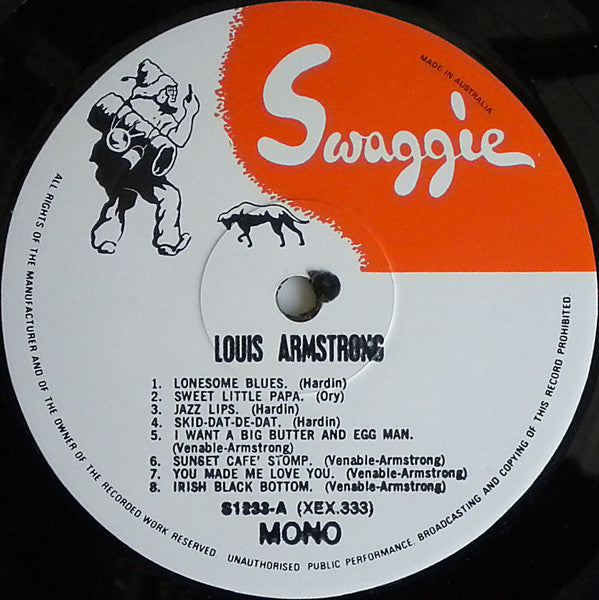 Swaggie
MADE IN AUSTRALIA
LOUIS ARMSTRONG
1. LONESOME BLUES. (Hardin)
2. SWEET LITTLE PAPA. (Ory)
3. JAZZ LIPS. (Hardin)
4. SKID-DAT-DE-DAT. (Hardin)
5. I WANT A BIG BUTTER AND EGG MAN.
(Venable-Armstrong)
6. SUNSET CAFE' STOMP. (Venable-Armstrong)
7. YOU MADE ME LOVE YOU. (Venable-Armstrong)
8. IRISH BLACK BOTTOM. (Venable-Armstrong)
S1233-A (XEX.333)
MONO
ALL RIGHTS OF THE MANUFACTURER AND OF THE OWNER OF THE RECORDED WORK RESERVED. UNAUTHORISED PUBLIC PERFORMANCE, BROADCASTING AND COPYING OF THIS RECORD PROHIBITED.